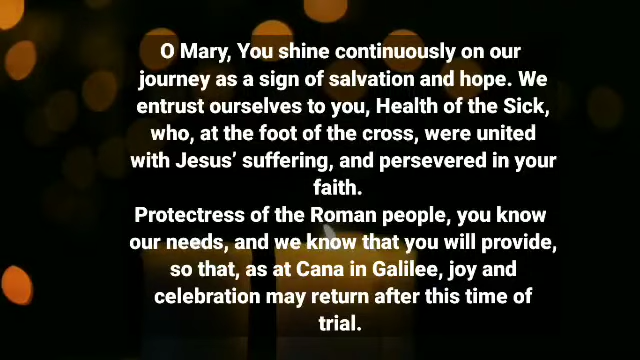 O Mary, You shine continuously on our
journey as a sign of salvation and hope. We
entrust ourselves to you, Health of the Sick,
who, at the foot of the cross, were united
with Jesus’ suffering, and persevered in your
faith.
Protectress of the Roman people, you know
our needs, and we know that you will provide,
so that, as at Cana in Galilee, joy and
celebration may return after this time of
trial.